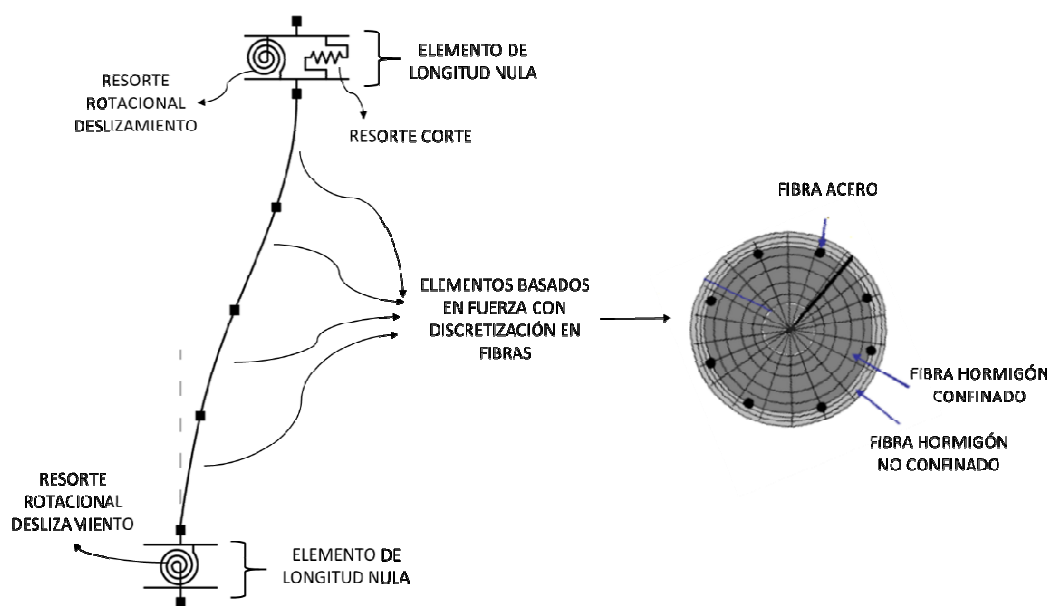 ELEMENTO DE
LONGITUD NULA
RESORTE
ROTACIONAL
DESLIZAMIENTO
RESORTE CORTE
FIBRA ACERO
ELEMENTOS BASADOS
EN FUERZA CON
DISCRETIZACIÓN EN
FIBRAS
FIBRA HORMIGÓN
CONFINADO
FIBRA HORMIGÓN
NO CONFINADO
RESORTE
ROTACIONAL
DESLIZAMIENTO
ELEMENTO DE
LONGITUD NULA